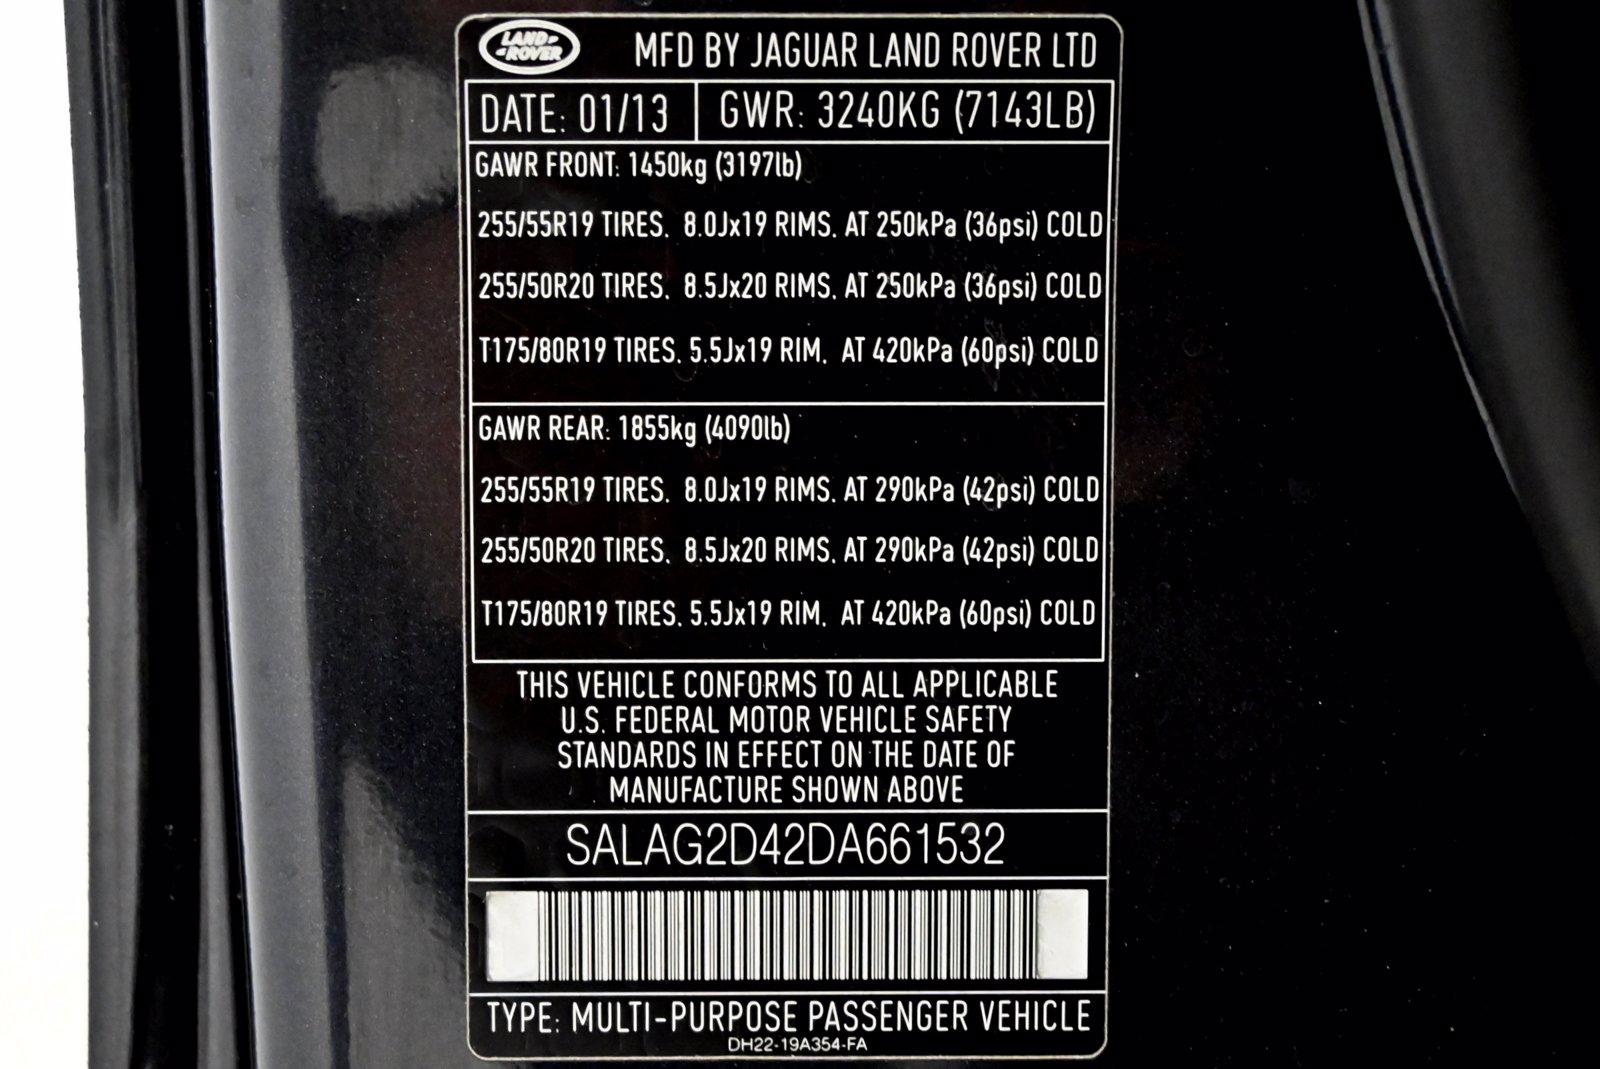 LAND ROVER
MFD BY JAGUAR LAND ROVER LTD
DATE: 01/13 GWR: 3240KG (7143LB)
GAWR FRONT: 1450kg (3197lb)
255/55R19 TIRES, 8.0Jx19 RIMS, AT 250kPa (36psi) COLD
255/50R20 TIRES, 8.5Jx20 RIMS, AT 250kPa (36psi) COLD
T175/80R19 TIRES, 5.5Jx19 RIM, AT 420kPa (60psi) COLD
GAWR REAR: 1855kg (4090lb)
255/55R19 TIRES, 8.0Jx19 RIMS, AT 290kPa (42psi) COLD
255/50R20 TIRES, 8.5Jx20 RIMS, AT 290kPa (42psi) COLD
T175/80R19 TIRES, 5.5Jx19 RIM, AT 420kPa (60psi) COLD
THIS VEHICLE CONFORMS TO ALL APPLICABLE
U.S. FEDERAL MOTOR VEHICLE SAFETY
STANDARDS IN EFFECT ON THE DATE OF
MANUFACTURE SHOWN ABOVE
SALAG2D42DA661532
TYPE: MULTI-PURPOSE PASSENGER VEHICLE
DH22-19A354-FA